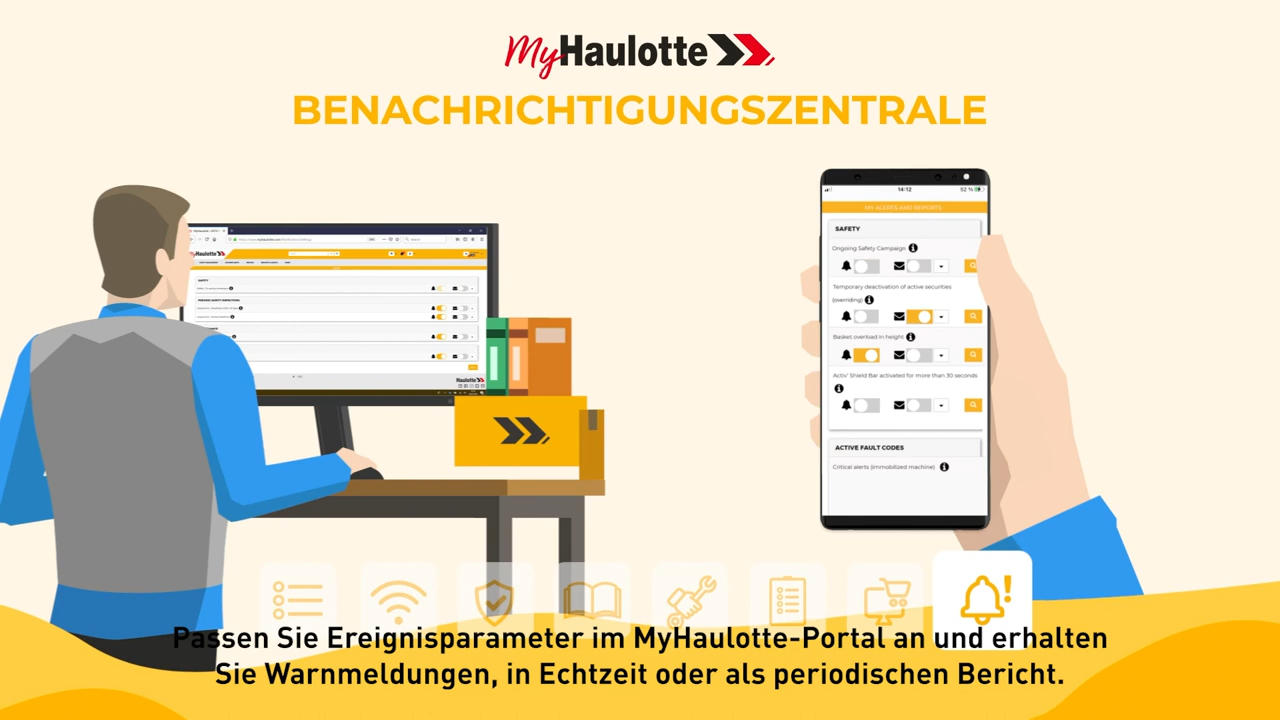 MyHaulotte
BENACHRICHTIGUNGSZENTRALE
14:12
52 %
MY ALERTS AND REPORTS
SAFETY
Ongoing Safety Campaign
Temporary deactivation of active securities
(overriding)
Basket overload in height
Activ' Shield Bar activated for more than 30 seconds
ACTIVE FAULT CODES
Critical alerts (immobilized machine)
Haulotte
SAFETY
Haulotte
Passen Sie Ereignisparameter im MyHaulotte-Portal an und erhalten
Sie Warnmeldungen, in Echtzeit oder als periodischen Bericht.